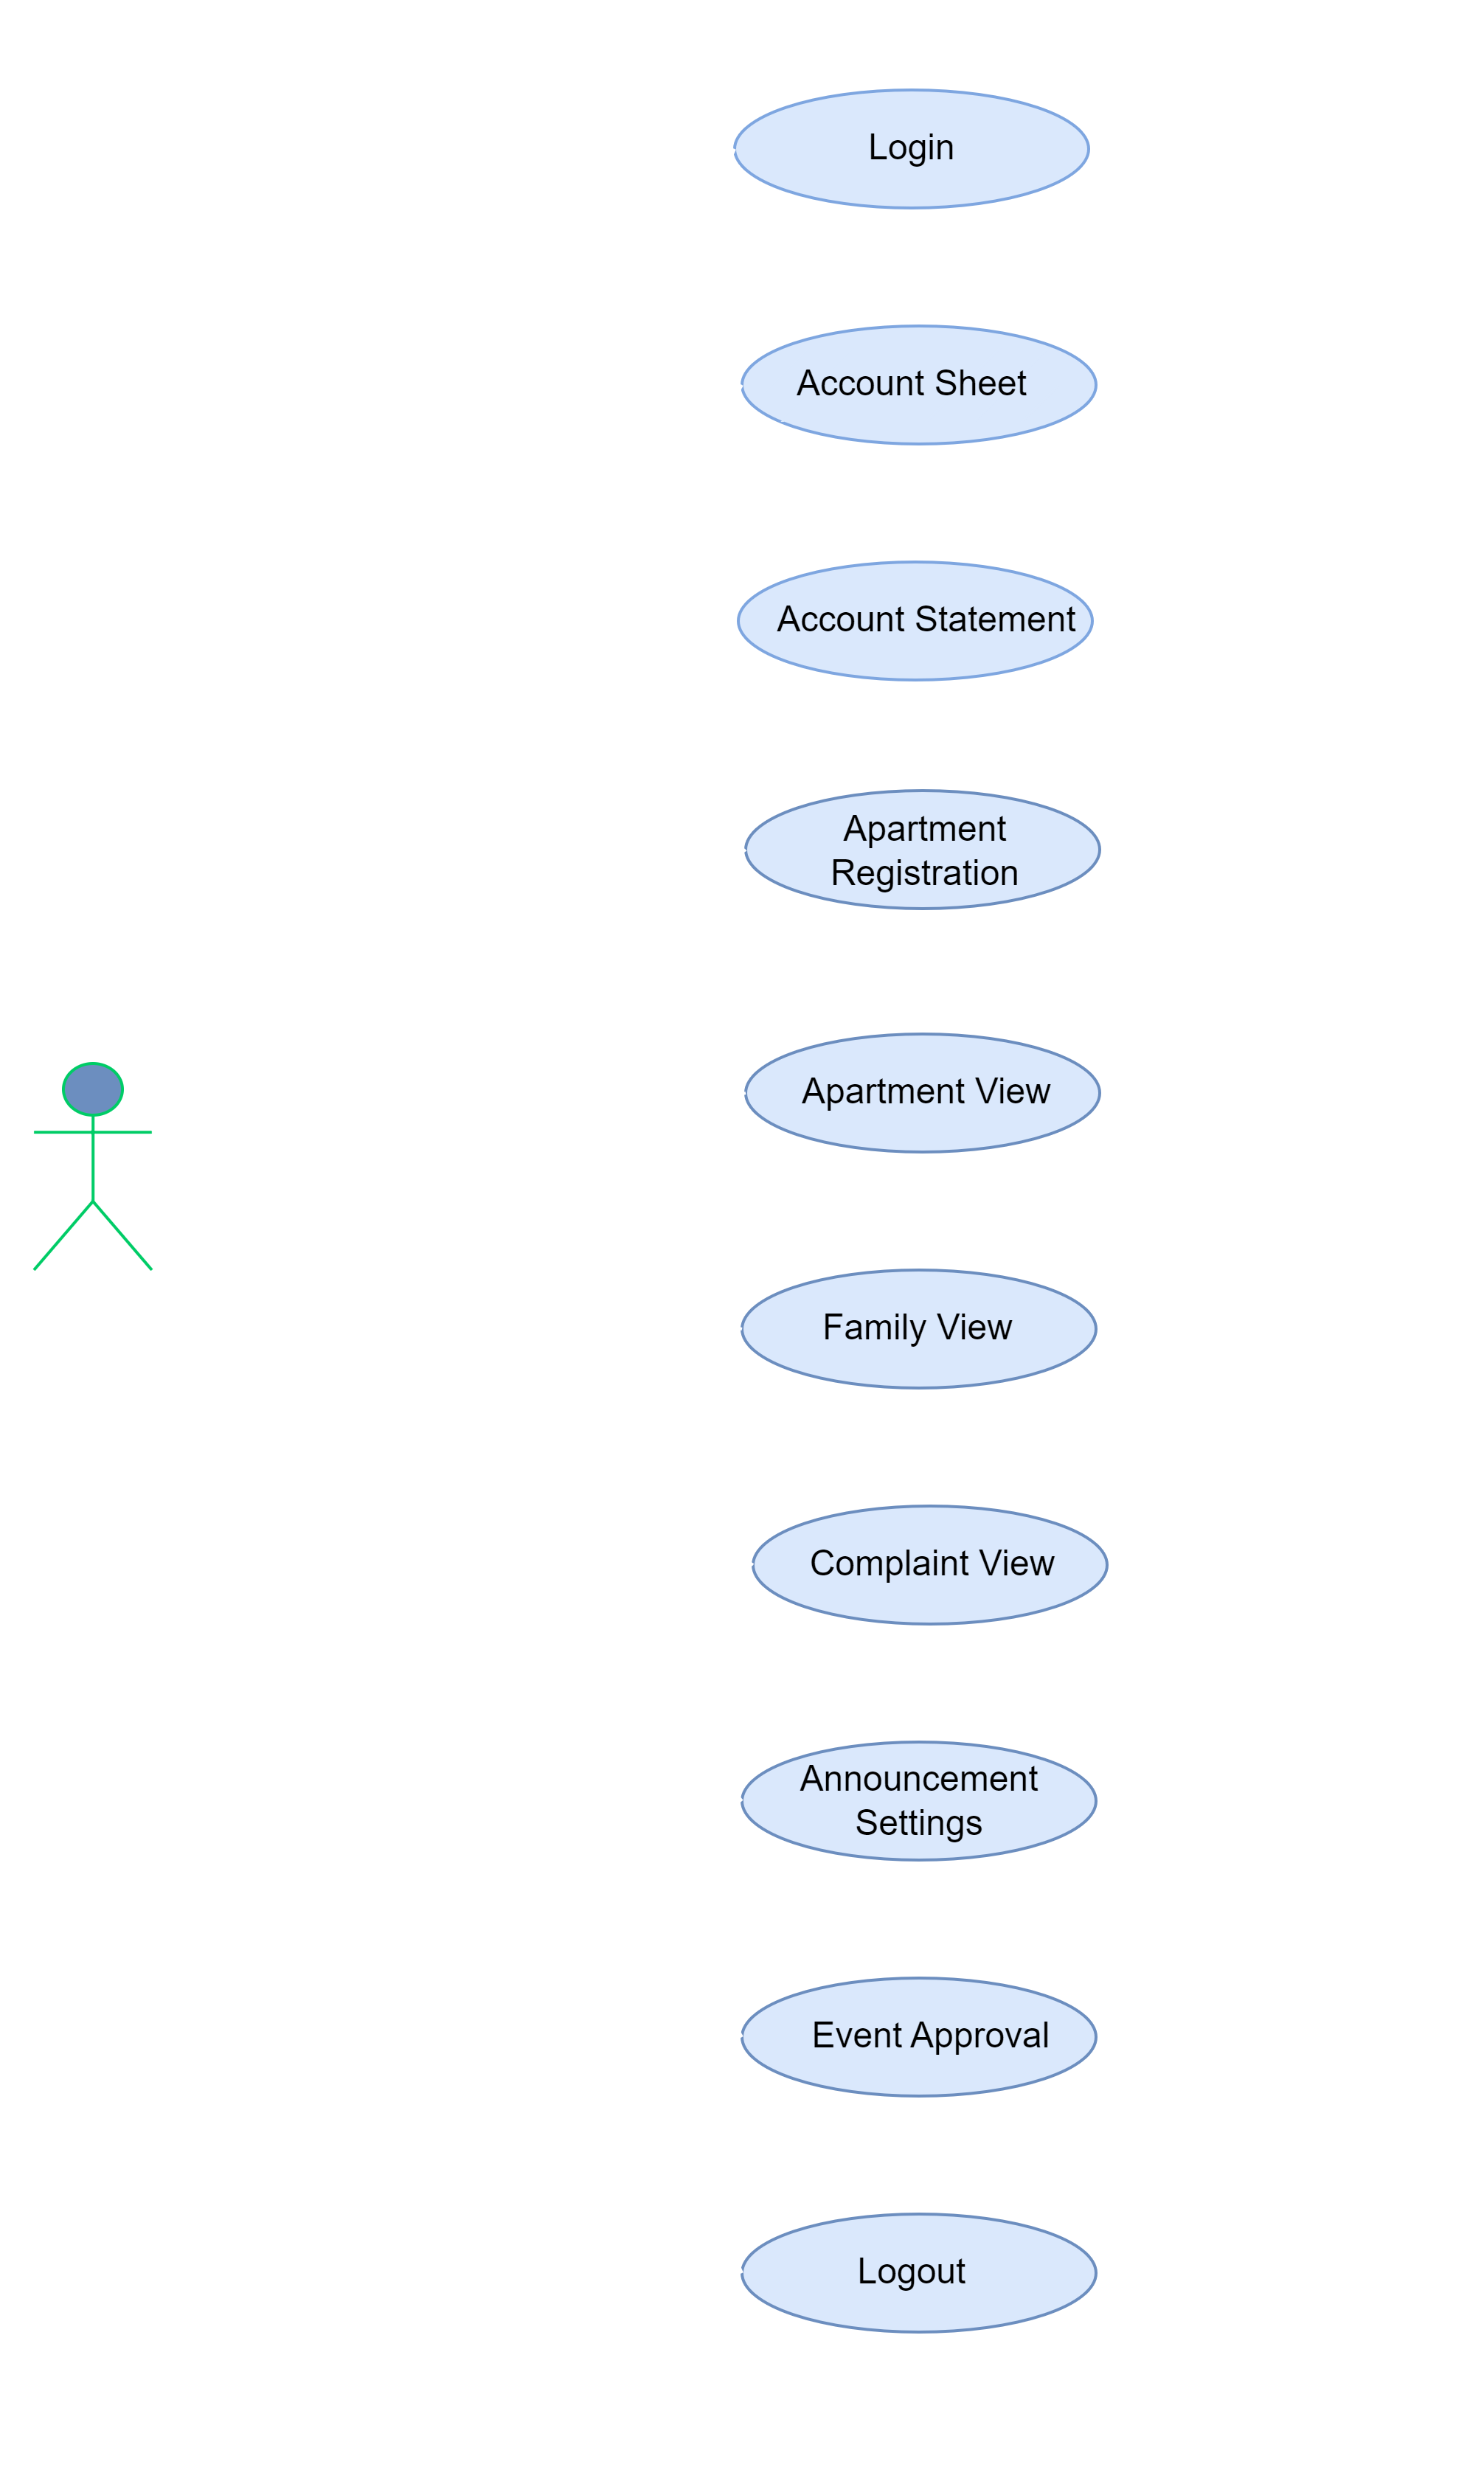 Login
Account Sheet
Account Statement
Apartment
Registration
Apartment View
Family View
Complaint View
Announcement
Settings
Event Approval
Logout